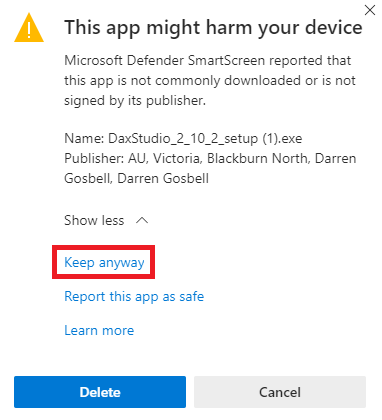 This app might harm your device
Microsoft Defender SmartScreen reported that
this app is not commonly downloaded or is not
signed by its publisher.
Name: DaxStudio_2_10_2_setup (1).exe
Publisher: AU, Victoria, Blackburn North, Darren
Gosbell, Darren Gosbell
Show less
Keep anyway
Report this app as safe
Learn more
Delete
Cancel